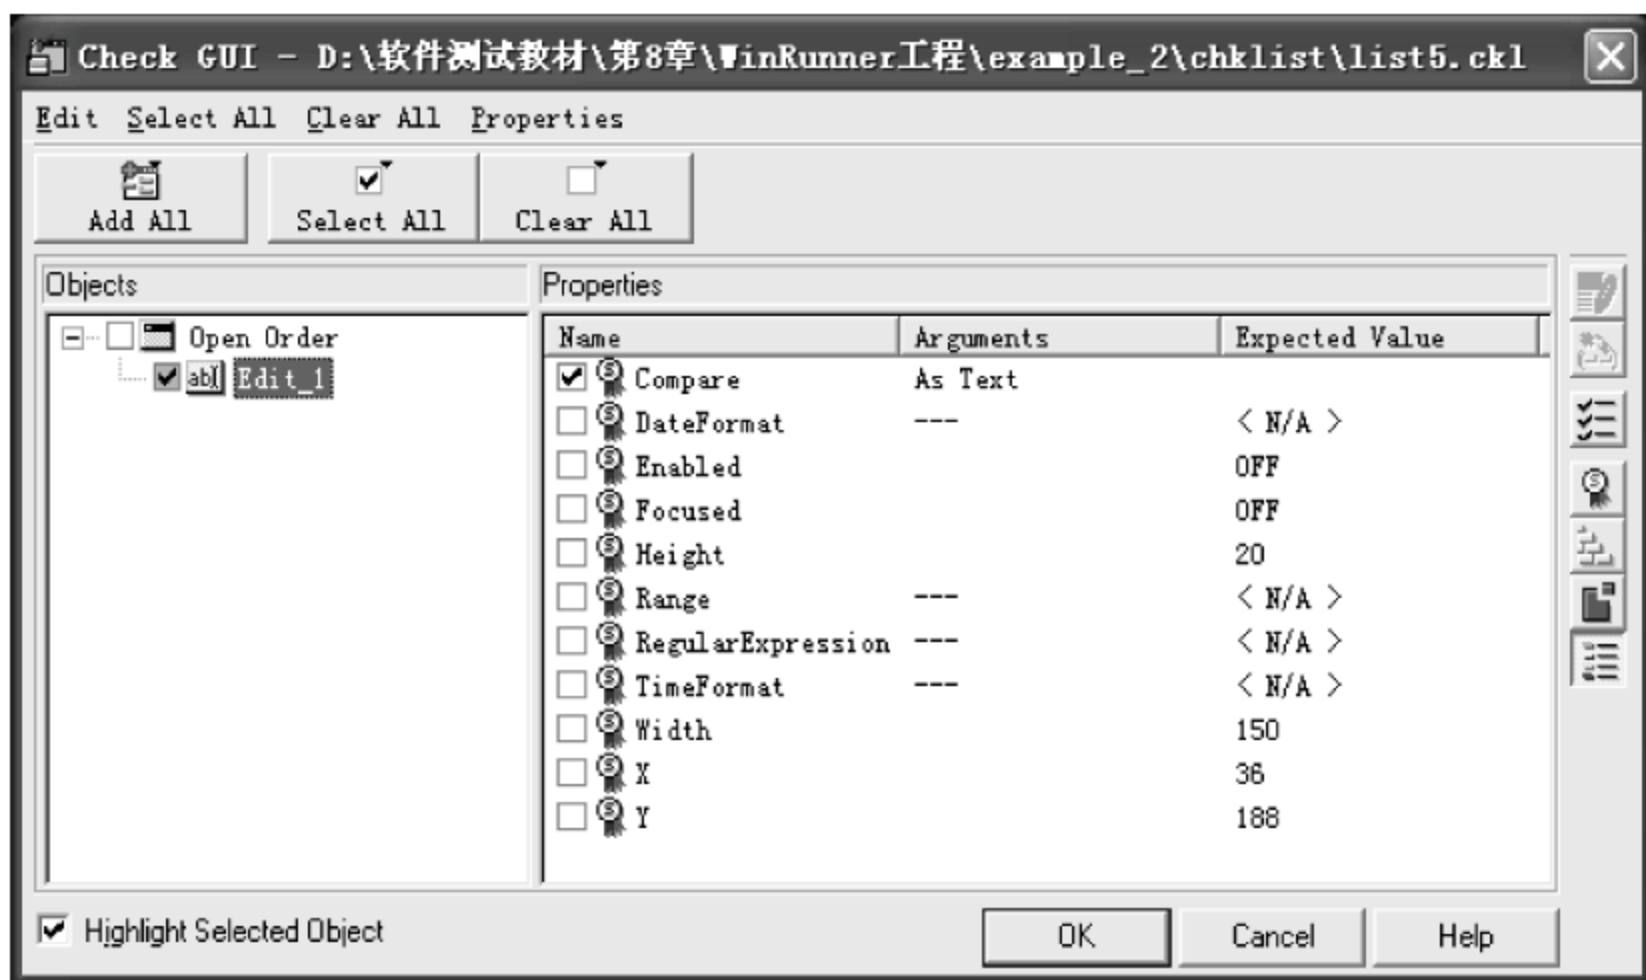 Check GUI - D:\软件测试教材\第8章\WinRunner工程\example_2\chklist\list5.ckl
Edit Select All Clear All Properties
Add All Select All Clear All
Objects Properties
Open Order Name Arguments Expected Value
Edit_1 Compare As Text
DateFormat --- < N/A >
Enabled OFF
Focused OFF
Height 20
Range --- < N/A >
RegularExpression --- < N/A >
TimeFormat --- < N/A >
Width 150
X 36
Y 188
Highlight Selected Object OK Cancel Help